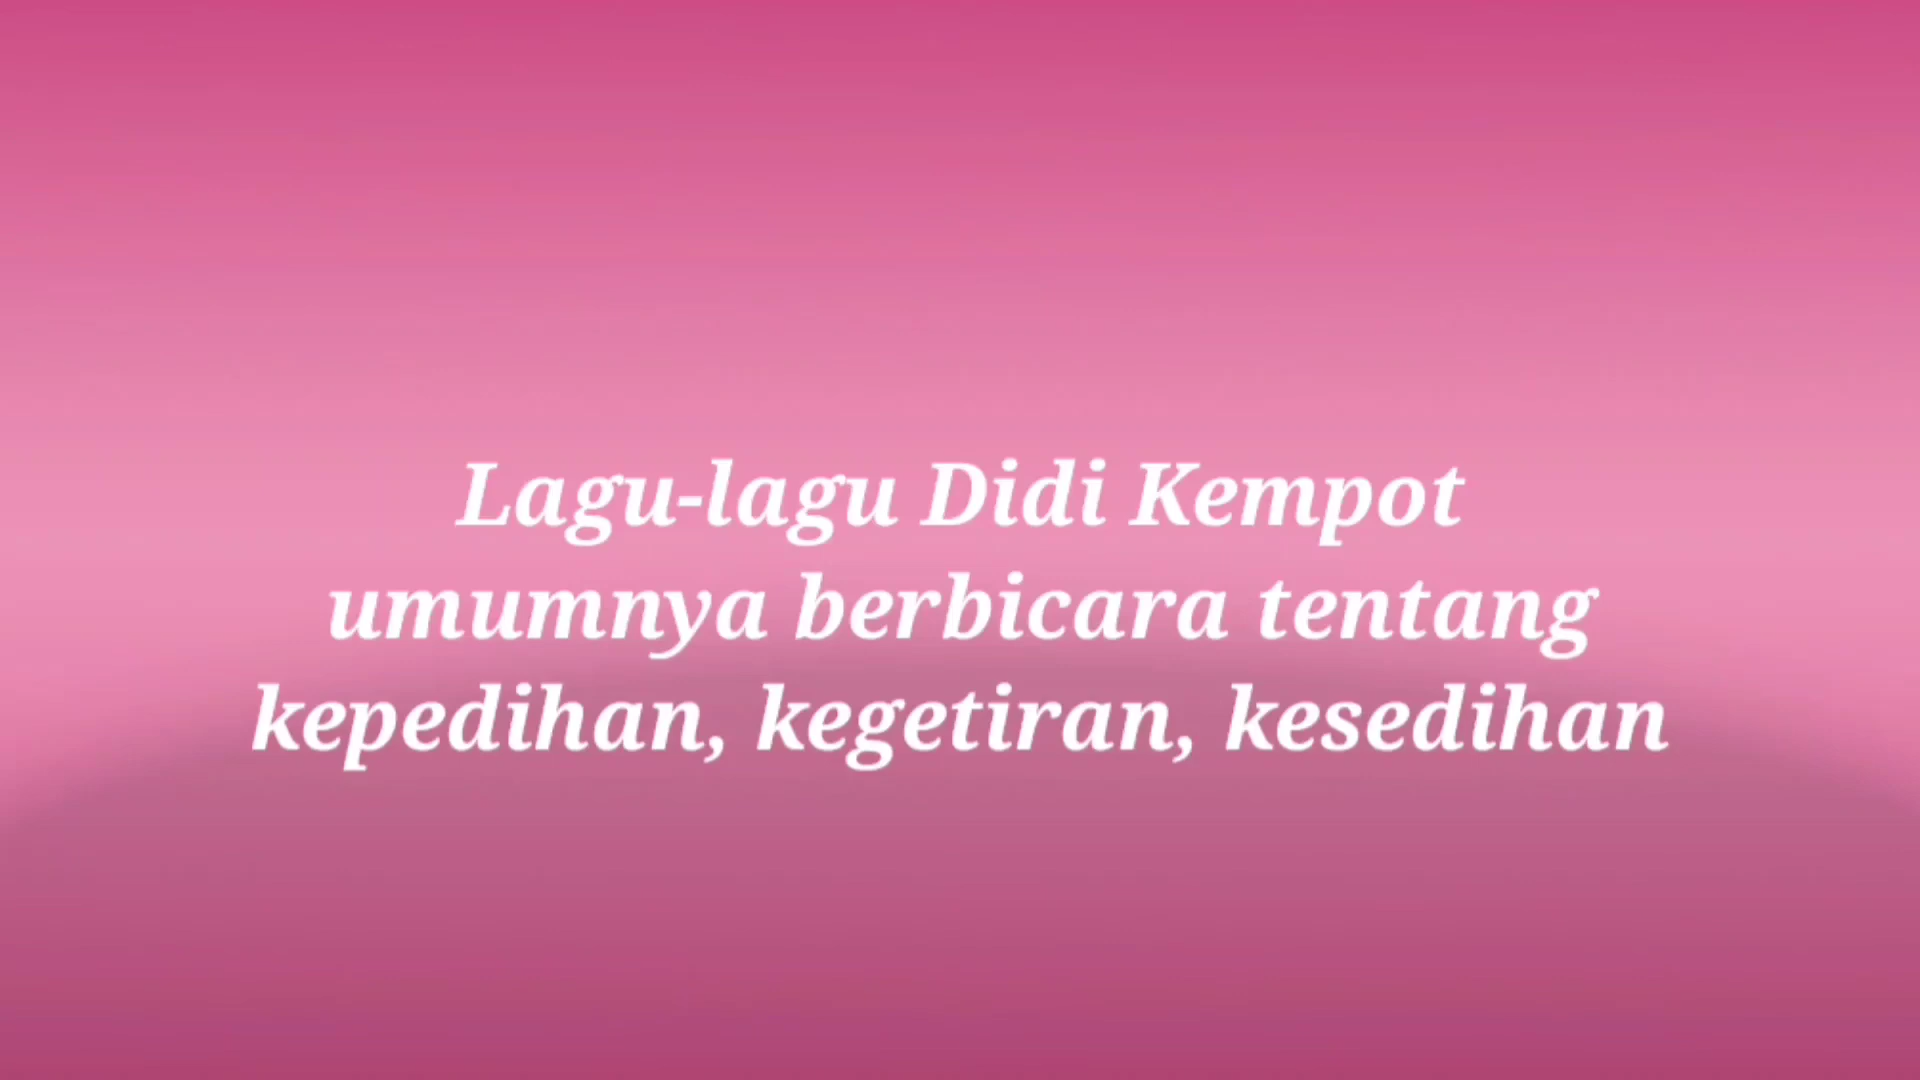 Lagu-lagu Didi Kempot
umumnya berbicara tentang
kepedihan, kegetiran, kesedihan